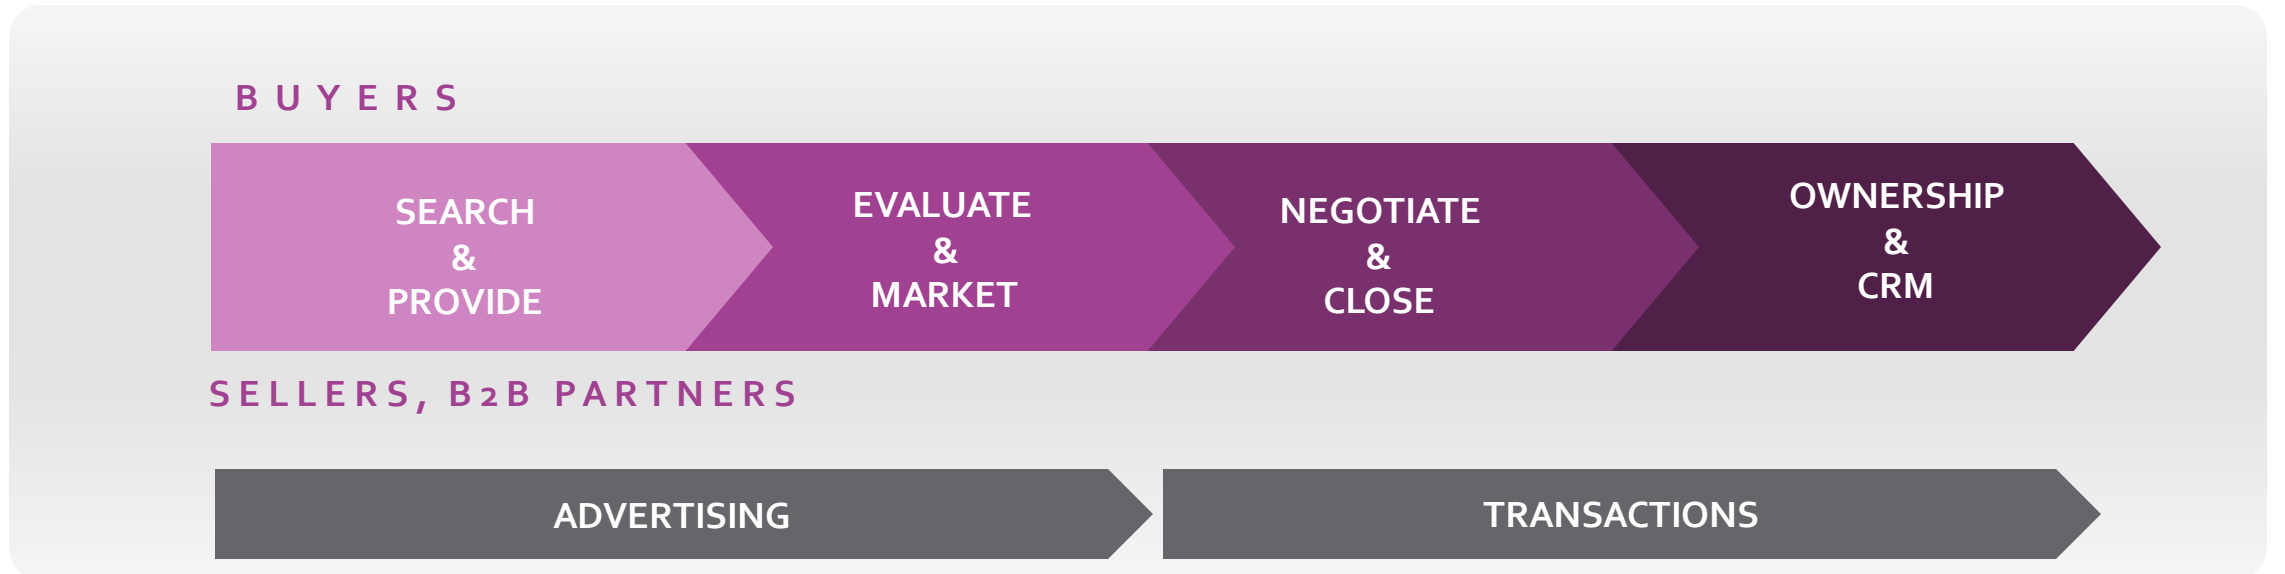 BUYERS
SEARCH
&
PROVIDE
EVALUATE
&
MARKET
NEGOTIATE
&
CLOSE
OWNERSHIP
&
CRM
SELLERS, B2B PARTNERS
ADVERTISING
TRANSACTIONS